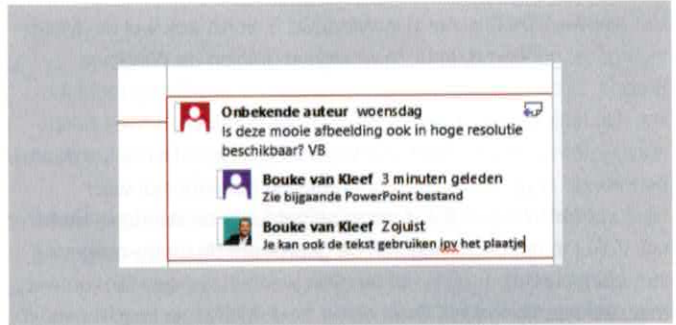 Onbekende auteur woensdag
Is deze mooie afbeelding ook in hoge resolutie
beschikbaar? VB
Bouke van Kleef 3 minuten geleden
Zie bijgaande PowerPoint bestand
Bouke van Kleef Zojuist
Je kan ook de tekst gebruiken ipv het plaatje